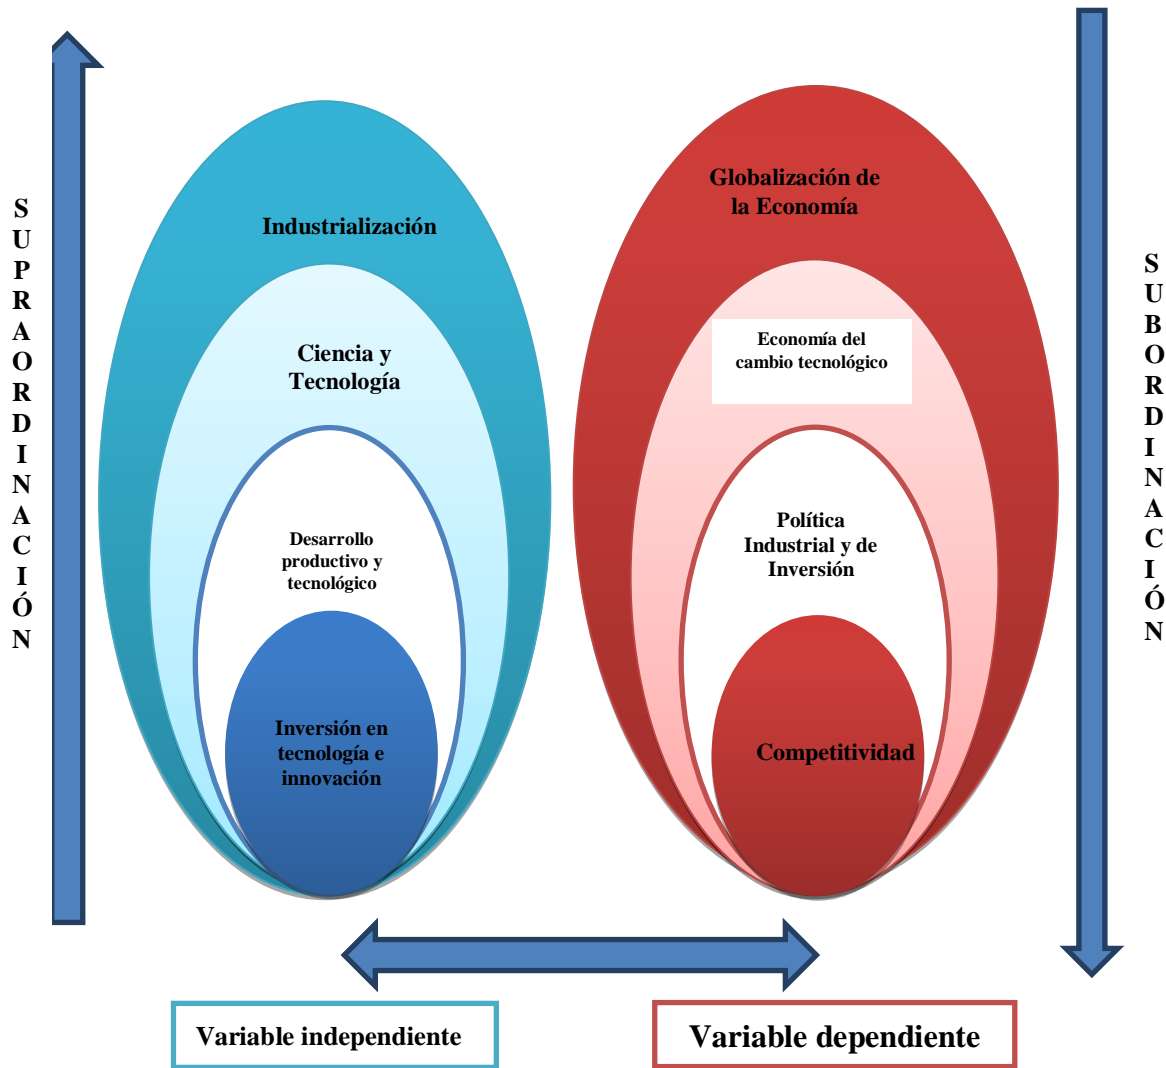 SUPRAORDINACIÓN
Industrialización
Ciencia y
Tecnología
Desarrollo
productivo y
tecnológico
Inversión en
tecnología e
innovación
Globalización de
la Economía
Economía del
cambio tecnológico
Política
Industrial y de
Inversión
Competitividad
SUBORDINACIÓN
Variable independiente
Variable dependiente